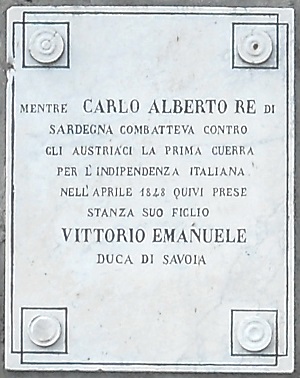 MENTRE CARLO ALBERTO RE DI
SARDEGNA COMBATTEVA CONTRO
GLI AUSTRIACI LA PRIMA GUERRA
PER L'INDIPENDENZA ITALIANA
NELL'APRILE 1848 QUIVI PRESE
STANZA SUO FIGLIO
VITTORIO EMANUELE
DUCA DI SAVOIA